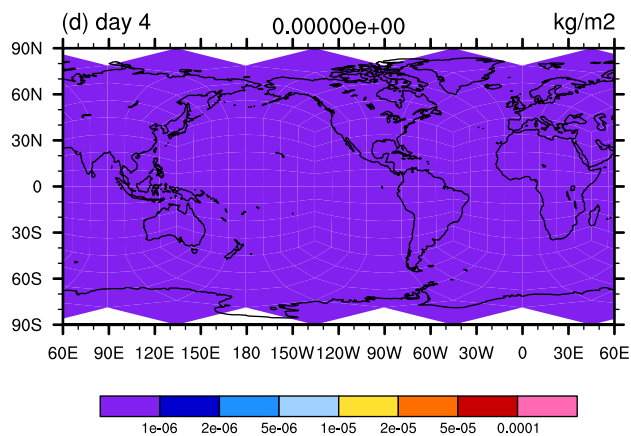 (d) day 4 0.00000e+00 kg/m2
90N
60N
30N
0
30S
60S
90S
60E 90E 120E 150E 180 150W 120W 90W 60W 30W 0 30E 60E
1e-06 2e-06 5e-06 1e-05 2e-05 5e-05 0.0001